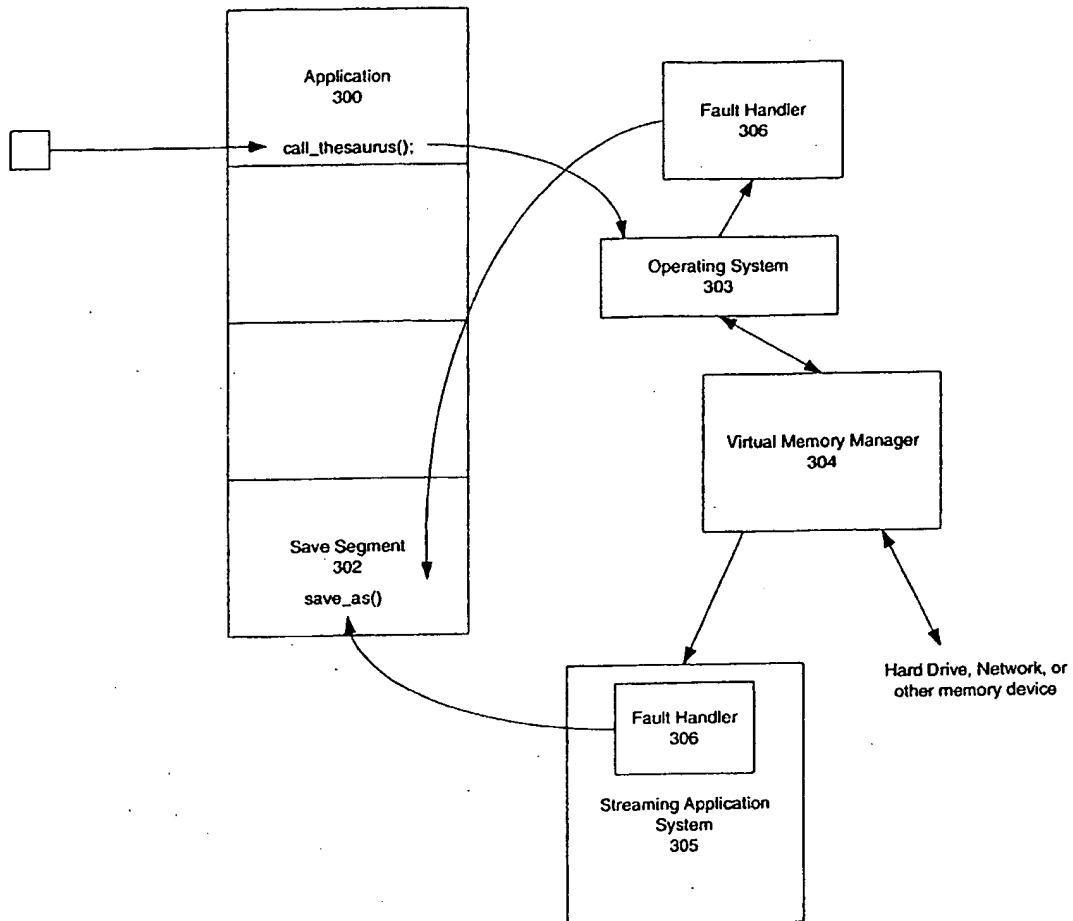 Application
300
call_thesaurus();
Fault Handler
306
Operating System
303
Virtual Memory Manager
304
Save Segment
302
save_as()
Hard Drive, Network, or
other memory device
Fault Handler
306
Streaming Application
System
305